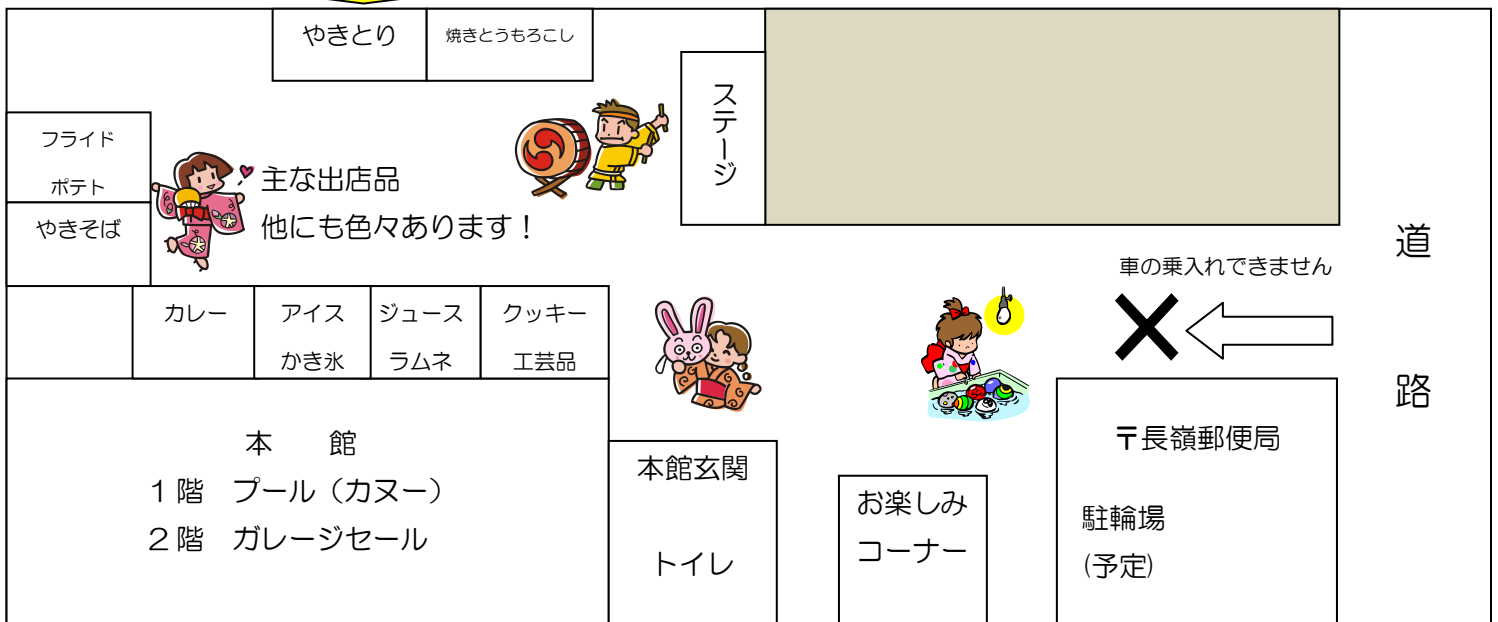 やきとり
焼きとうもろこし
ステージ
フライド
ポテト
やきそば
主な出店品
他にも色々あります！
車の乗入れできません
道路
カレー
アイス
かき氷
ジュース
ラムネ
クッキー
工芸品
本　館
１階　プール（カヌー）
２階　ガレージセール
本館玄関
トイレ
お楽しみ
コーナー
〒長嶺郵便局
駐輪場
(予定)